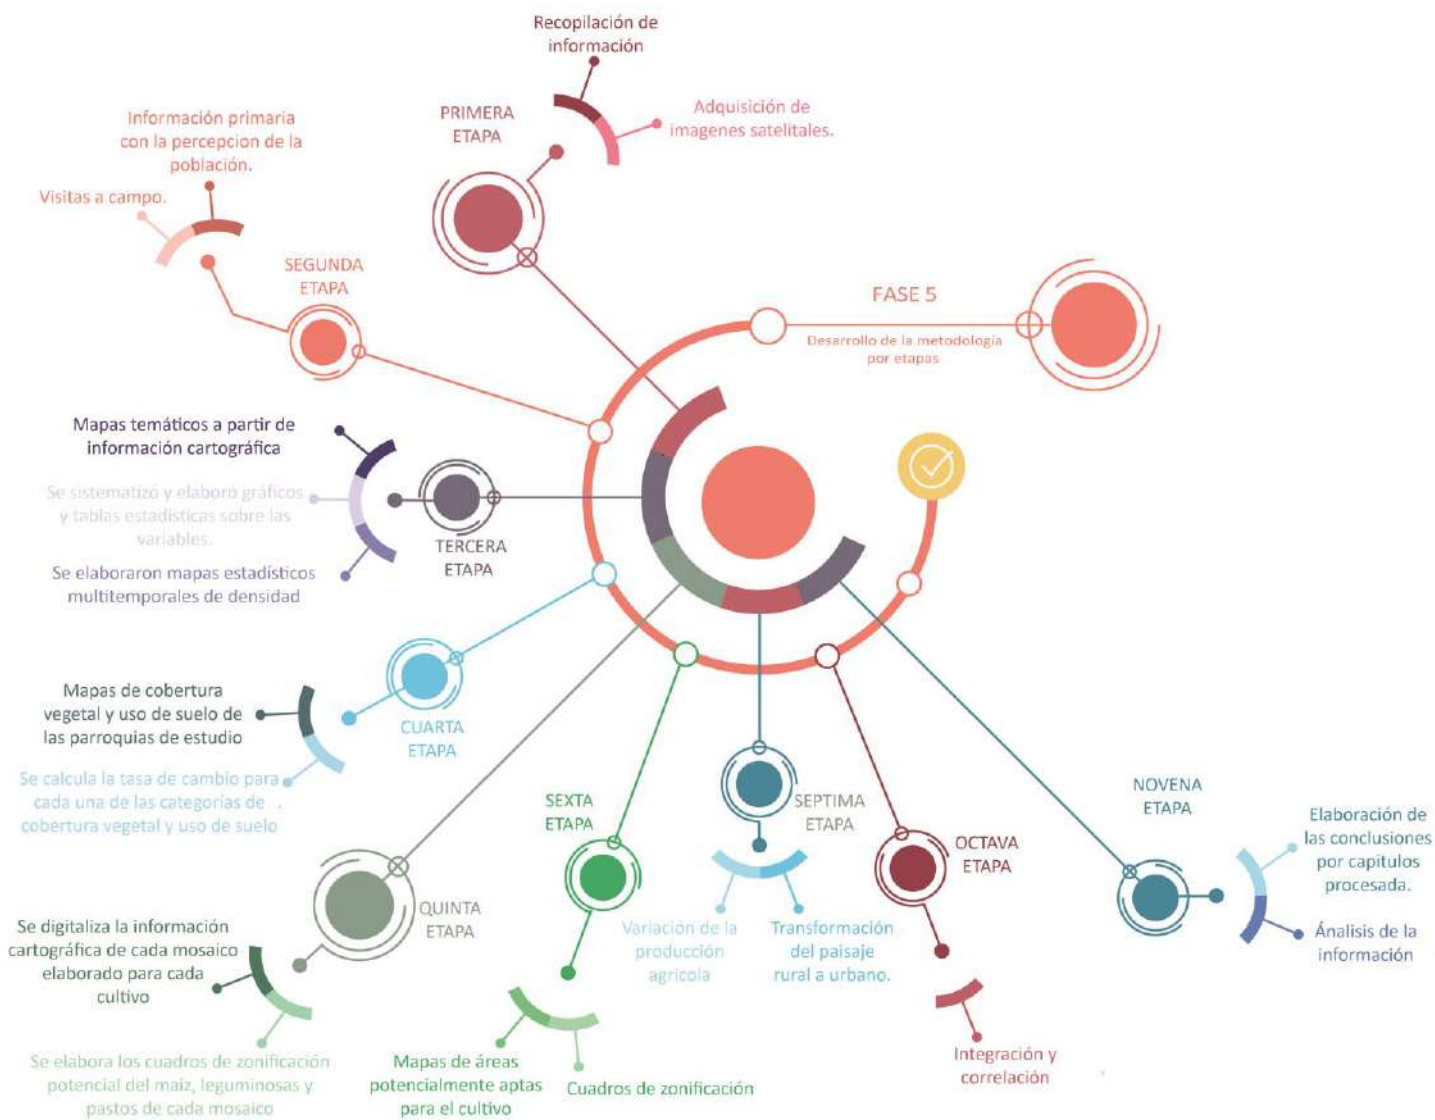 Recopilación de
información
PRIMERA
ETAPA
Adquisición de
imagenes satelitales.
Información primaria
con la percepcion de la
población.
Visitas a campo.
SEGUNDA
ETAPA
FASE 5
Desarrollo de la metodología
por etapas
Mapas temáticos a partir de
información cartográfica
Se sistematizó y elaboró gráficos
y tablas estadísticas sobre las
variables.
Se elaboraron mapas estadísticos
multitemporales de densidad
TERCERA
ETAPA
Mapas de cobertura
vegetal y uso de suelo de
las parroquias de estudio
Se calcula la tasa de cambio para
cada una de las categorías de .
cobertura vegetal y uso de suelo
CUARTA
ETAPA
QUINTA
ETAPA
Se digitaliza la información
cartográfica de cada mosaico
elaborado para cada
cultivo
Se elabora los cuadros de zonificación
potencial del maíz, leguminosas y
pastos de cada mosaico
SEXTA
ETAPA
Mapas de áreas
potencialmente aptas
para el cultivo
Cuadros de zonificación
SEPTIMA
ETAPA
Variación de la
producción
agricola
Transformación
del paisaje
rural a urbano.
OCTAVA
ETAPA
Integración y
correlación
NOVENA
ETAPA
Elaboración de
las conclusiones
por capitulos
procesada.
Ánalisis de la
información